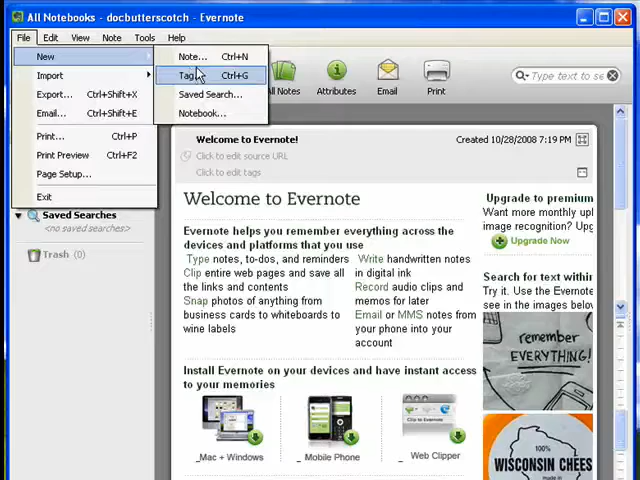 All Notebooks - docbutterscotch - Evernote
File Edit View Note Tools Help
New
Import
Export... Ctrl+Shift+X
Email... Ctrl+Shift+E
Print... Ctrl+P
Print Preview Ctrl+F2
Page Setup...
Exit
Note... Ctrl+N
Tag... Ctrl+G
Saved Search...
Notebook...
All Notes Attributes Email Print
Type text to se
Welcome to Evernote! Created 10/28/2008 7:19 PM
Click to edit source URL
Click to edit tags
Saved Searches
<no saved searches>
Trash (0)
Welcome to Evernote
Evernote helps you remember everything across the
devices and platforms that you use
Type notes, to-dos, and reminders
Clip entire web pages and save all
the links and contents
Snap photos of anything from
business cards to whiteboards to
wine labels
Write handwritten notes
in digital ink
Record audio clips and
memos for later
Email or MMS notes from
your phone into your
account
Install Evernote on your devices and have instant access
to your memories
_Mac + Windows
_Mobile Phone
_ Web Clipper
Upgrade to premium
Want more monthly upl
image recognition? Upg
Upgrade Now
Search for text within
Try it. Use the Evernote
see in the images below
remember
EVERYTHING!
100%
WISCONSIN CHEES
made in